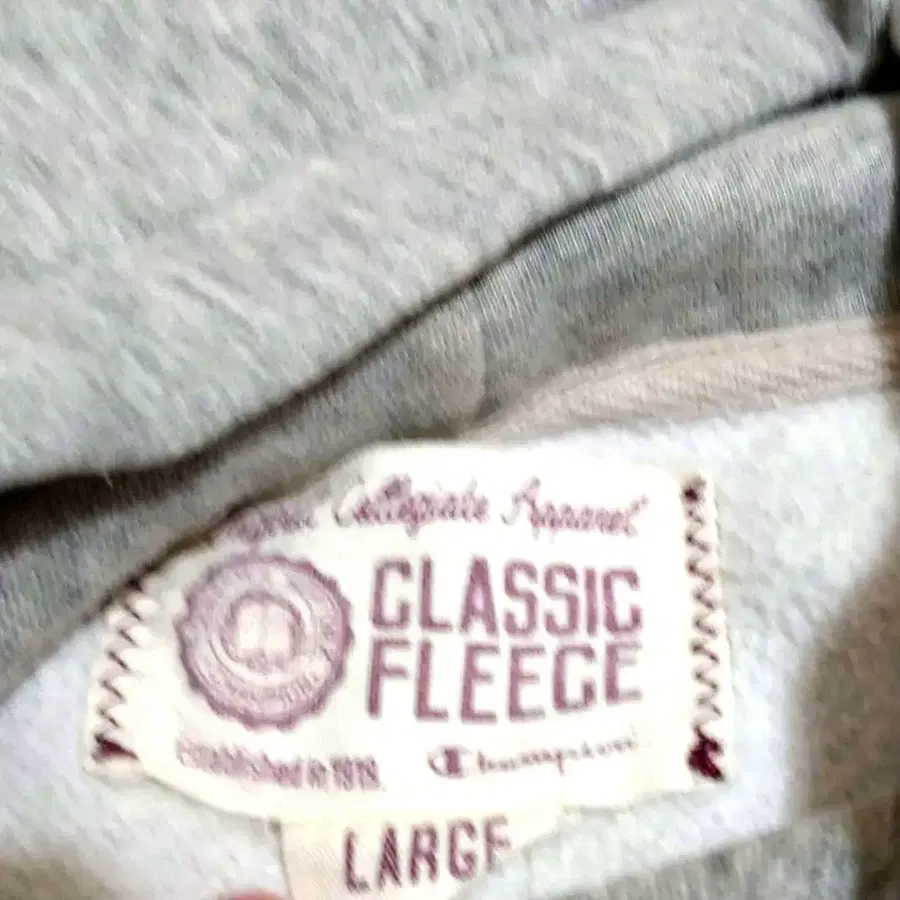 Collegiate Apparel
CLASSIC
FLEECE
Established in 1919.
Champion
LARGE